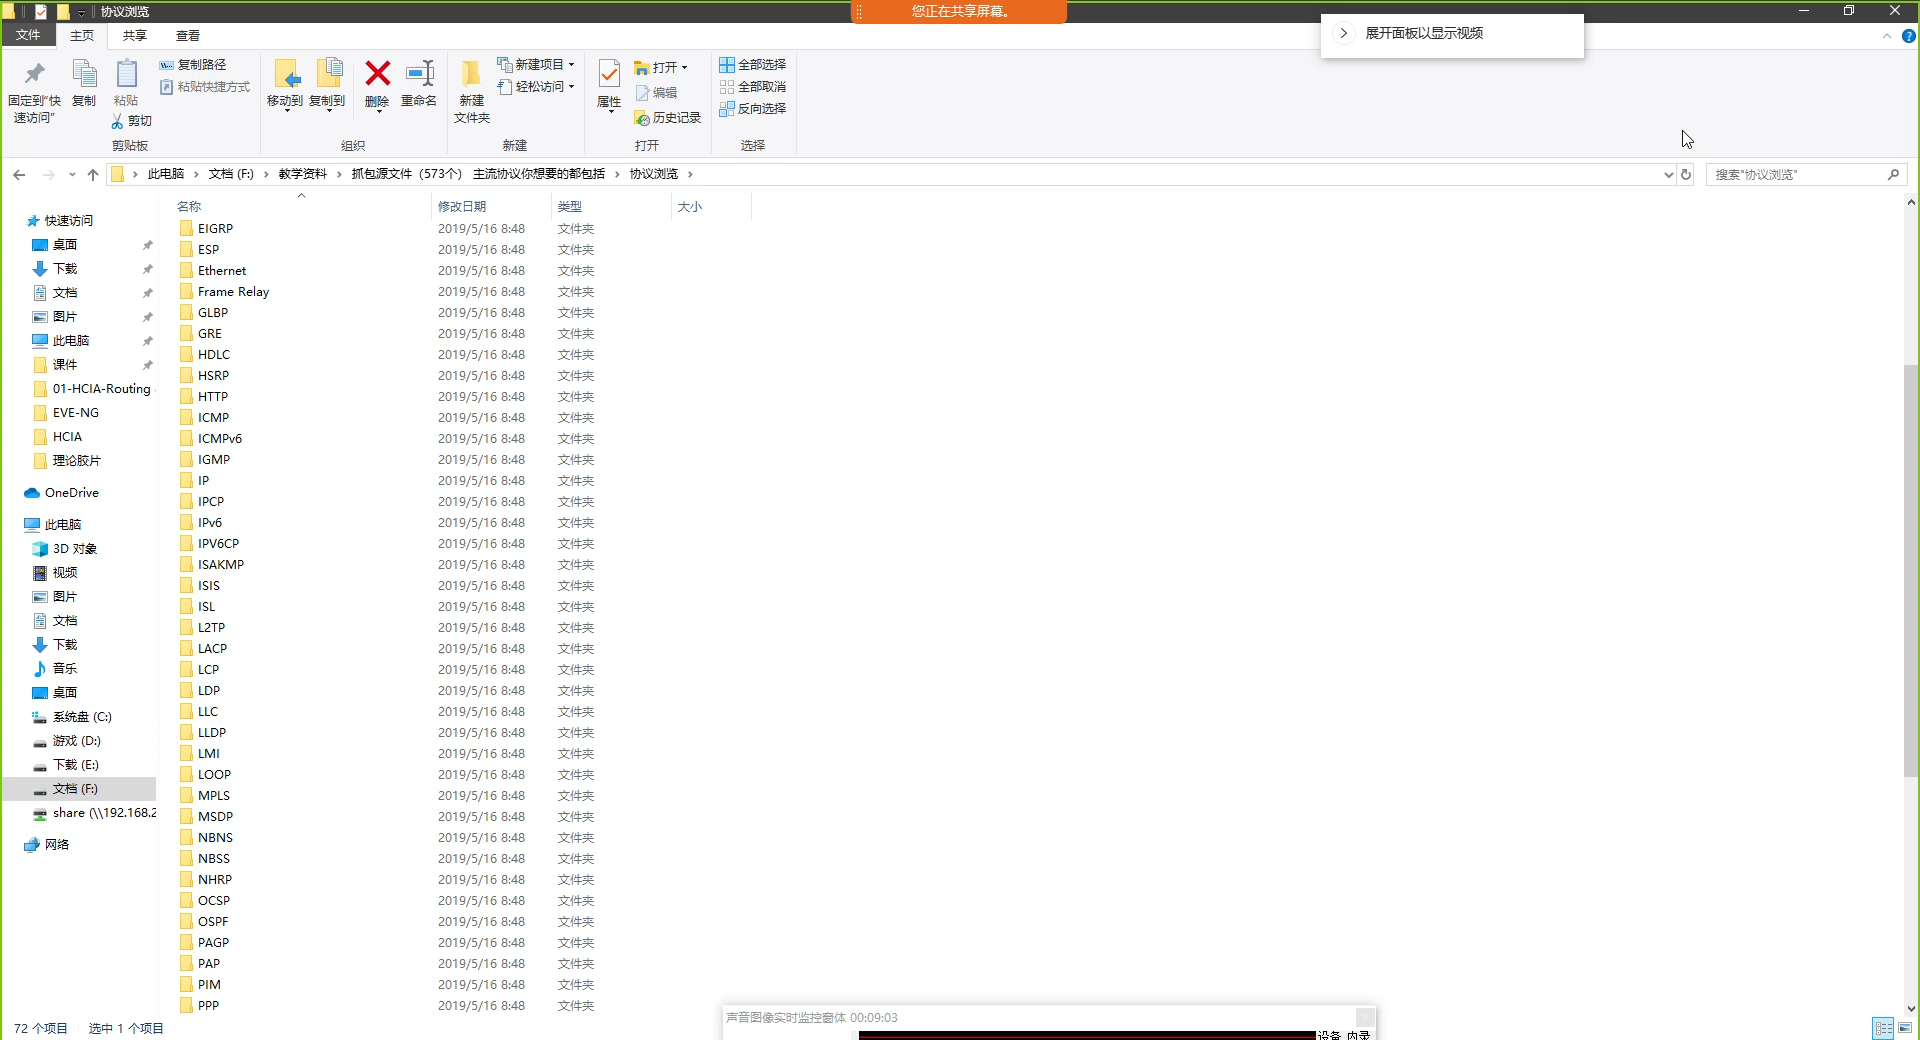 协议浏览
您正在共享屏幕。
展开面板以显示视频
文件 主页 共享 查看
固定到"快速访问"
复制
粘贴
复制路径
粘贴快捷方式
剪切
剪贴板
移动到
复制到
删除
重命名
组织
新建文件夹
新建项目
轻松访问
新建
属性
打开
编辑
历史记录
打开
全部选择
全部取消
反向选择
选择
此电脑 › 文档 (F:) › 教学资料 › 抓包源文件（573个） 主流协议你想要的都包括 › 协议浏览 ›
搜索"协议浏览"
快速访问
桌面
下载
文档
图片
此电脑
课件
01-HCIA-Routing
EVE-NG
HCIA
理论胶片
OneDrive
此电脑
3D 对象
视频
图片
文档
下载
音乐
桌面
系统盘 (C:)
游戏 (D:)
下载 (E:)
文档 (F:)
share (\\192.168.2
网络
名称 修改日期 类型 大小
EIGRP 2019/5/16 8:48 文件夹
ESP 2019/5/16 8:48 文件夹
Ethernet 2019/5/16 8:48 文件夹
Frame Relay 2019/5/16 8:48 文件夹
GLBP 2019/5/16 8:48 文件夹
GRE 2019/5/16 8:48 文件夹
HDLC 2019/5/16 8:48 文件夹
HSRP 2019/5/16 8:48 文件夹
HTTP 2019/5/16 8:48 文件夹
ICMP 2019/5/16 8:48 文件夹
ICMPv6 2019/5/16 8:48 文件夹
IGMP 2019/5/16 8:48 文件夹
IP 2019/5/16 8:48 文件夹
IPCP 2019/5/16 8:48 文件夹
IPv6 2019/5/16 8:48 文件夹
IPV6CP 2019/5/16 8:48 文件夹
ISAKMP 2019/5/16 8:48 文件夹
ISIS 2019/5/16 8:48 文件夹
ISL 2019/5/16 8:48 文件夹
L2TP 2019/5/16 8:48 文件夹
LACP 2019/5/16 8:48 文件夹
LCP 2019/5/16 8:48 文件夹
LDP 2019/5/16 8:48 文件夹
LLC 2019/5/16 8:48 文件夹
LLDP 2019/5/16 8:48 文件夹
LMI 2019/5/16 8:48 文件夹
LOOP 2019/5/16 8:48 文件夹
MPLS 2019/5/16 8:48 文件夹
MSDP 2019/5/16 8:48 文件夹
NBNS 2019/5/16 8:48 文件夹
NBSS 2019/5/16 8:48 文件夹
NHRP 2019/5/16 8:48 文件夹
OCSP 2019/5/16 8:48 文件夹
OSPF 2019/5/16 8:48 文件夹
PAGP 2019/5/16 8:48 文件夹
PAP 2019/5/16 8:48 文件夹
PIM 2019/5/16 8:48 文件夹
PPP 2019/5/16 8:48 文件夹
72 个项目 选中 1 个项目
声音图像实时监控窗体 00:09:03
设备 内录